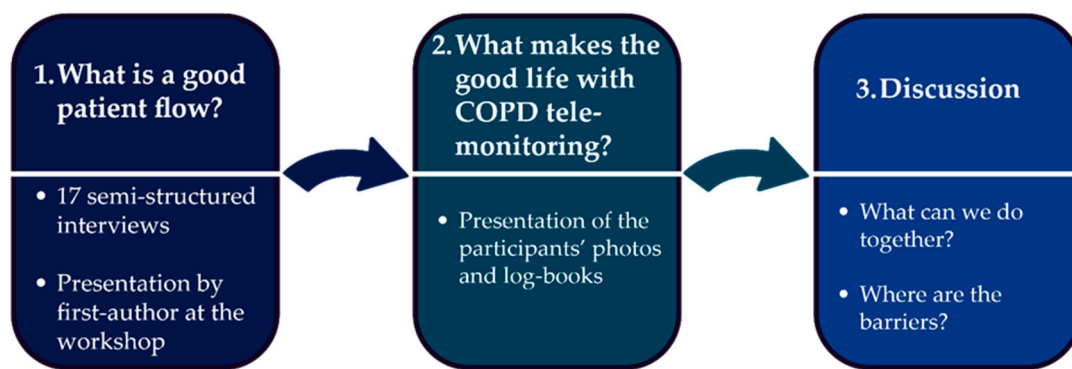 1. What is a good
patient flow?
• 17 semi-structured
interviews
• Presentation by
first-author at the
workshop
2. What makes the
good life with
COPD tele-
monitoring?
• Presentation of the
participants' photos
and log-books
3. Discussion
• What can we do
together?
• Where are the
barriers?